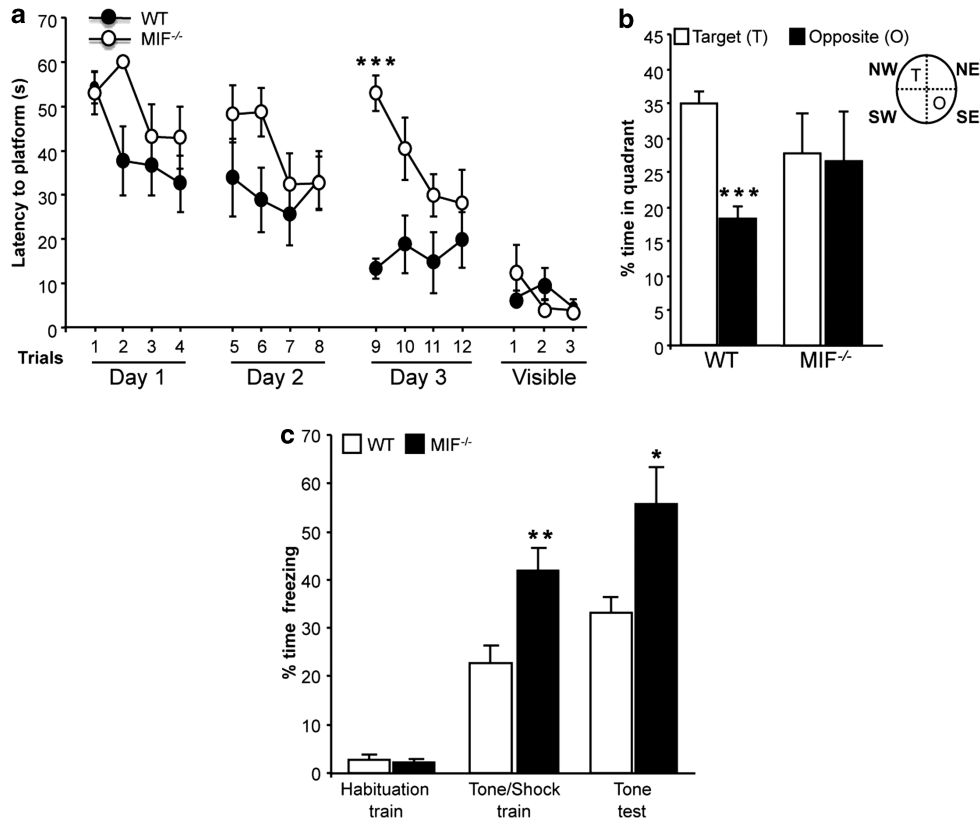 a
WT
MIF-/-
Latency to platform (s)
70
60
50
40
30
20
10
0
***
Trials
1 2 3 4
5 6 7 8
9 10 11 12
1 2 3
Day 1
Day 2
Day 3
Visible
b
Target (T)
Opposite (O)
% time in quadrant
45
40
35
30
25
20
15
10
5
0
***
NW
NE
T
O
SW
SE
WT
MIF-/-
c
WT
MIF-/-
% time freezing
70
60
50
40
30
20
10
0
**
*
Habituation
train
Tone/Shock
train
Tone
test